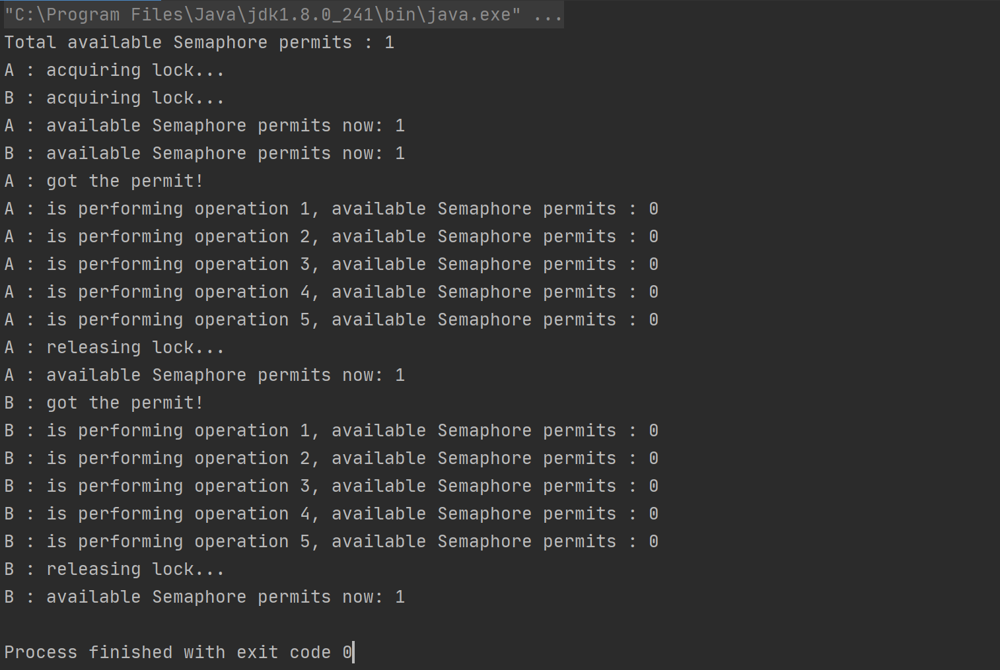 "C:\Program Files\Java\jdk1.8.0_241\bin\java.exe" ...
Total available Semaphore permits : 1
A : acquiring lock...
B : acquiring lock...
A : available Semaphore permits now: 1
B : available Semaphore permits now: 1
A : got the permit!
A : is performing operation 1, available Semaphore permits : 0
A : is performing operation 2, available Semaphore permits : 0
A : is performing operation 3, available Semaphore permits : 0
A : is performing operation 4, available Semaphore permits : 0
A : is performing operation 5, available Semaphore permits : 0
A : releasing lock...
A : available Semaphore permits now: 1
B : got the permit!
B : is performing operation 1, available Semaphore permits : 0
B : is performing operation 2, available Semaphore permits : 0
B : is performing operation 3, available Semaphore permits : 0
B : is performing operation 4, available Semaphore permits : 0
B : is performing operation 5, available Semaphore permits : 0
B : releasing lock...
B : available Semaphore permits now: 1
Process finished with exit code 0